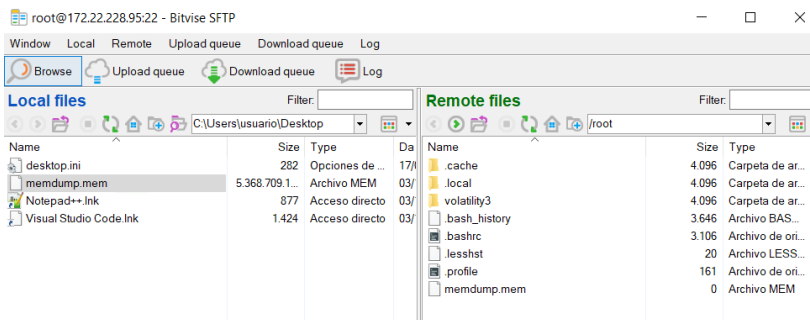 root@172.22.228.95:22 - Bitvise SFTP
Window Local Remote Upload queue Download queue Log
Browse Upload queue Download queue Log
Local files Filter:
C:\Users\usuario\Desktop
Name Size Type Da
desktop.ini 282 Opciones de ... 17/
memdump.mem 5.368.709.1... Archivo MEM 03/
Notepad++.lnk 877 Acceso directo 03/
Visual Studio Code.lnk 1.424 Acceso directo 03/
Remote files Filter:
/root
Name Size Type
.cache 4.096 Carpeta de ar...
.local 4.096 Carpeta de ar...
volatility3 4.096 Carpeta de ar...
.bash_history 3.646 Archivo BAS...
.bashrc 3.106 Archivo de ori...
.lesshst 20 Archivo LESS...
.profile 161 Archivo de ori...
memdump.mem 0 Archivo MEM